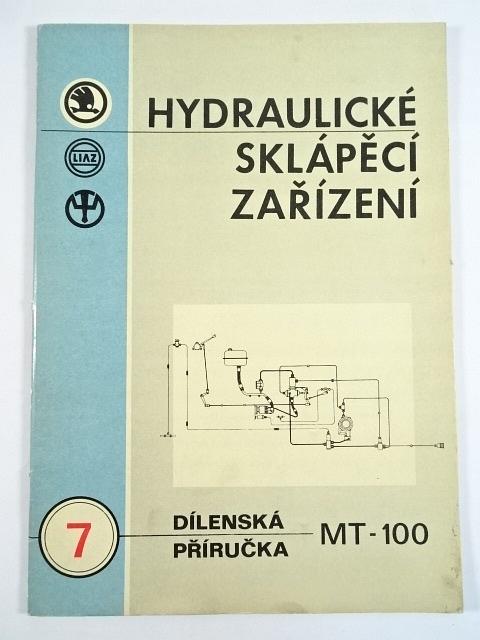 HYDRAULICKÉ
SKLÁPĚCÍ
ZAŘÍZENÍ
LIAZ
7
DÍLENSKÁ
PŘÍRUČKA
MT-100